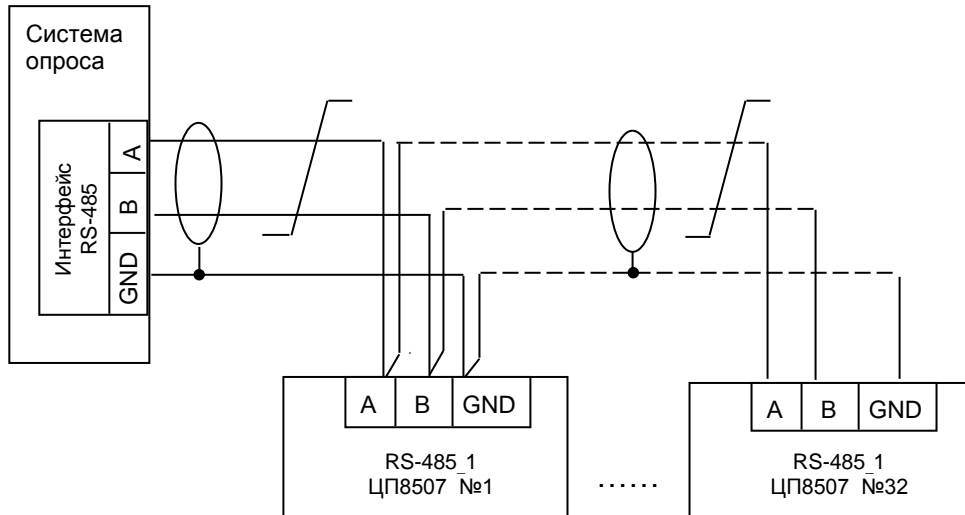 Система
опроса
Интерфейс
RS-485
A
B
GND
A B GND
RS-485_1
ЦП8507 №1
......
A B GND
RS-485_1
ЦП8507 №32